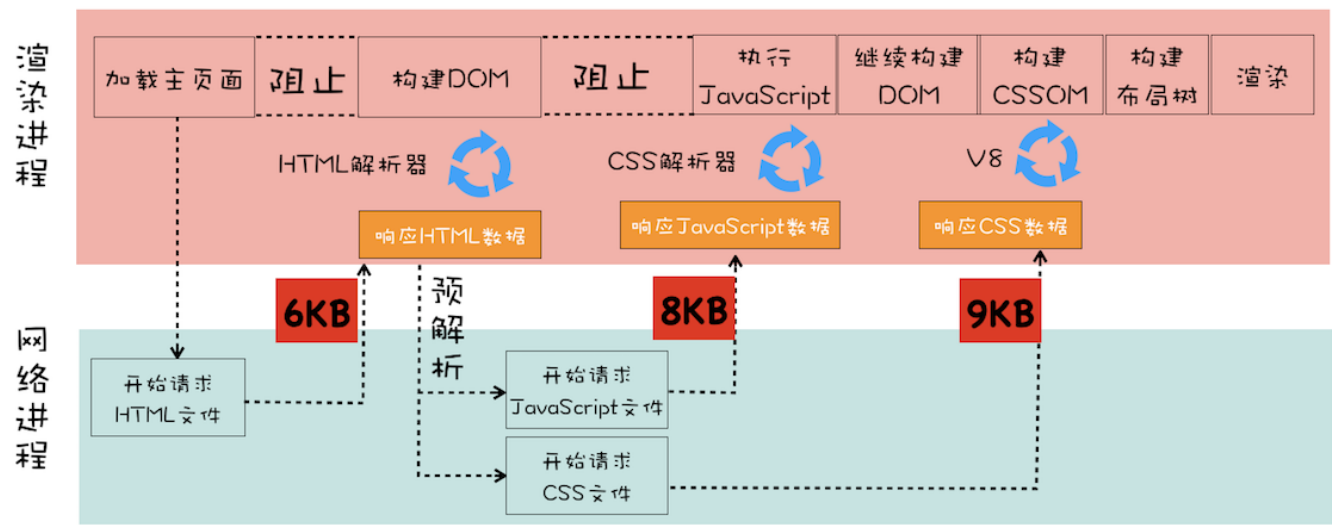 渲染进程
加载主页面
阻止
构建DOM
阻止
执行
JavaScript
继续构建
DOM
构建
CSSOM
构建
布局树
渲染
HTML解析器
CSS解析器
V8
响应HTML数据
响应JavaScript数据
响应CSS数据
6KB
预解析
8KB
9KB
网络进程
开始请求
HTML文件
开始请求
JavaScript文件
开始请求
CSS文件